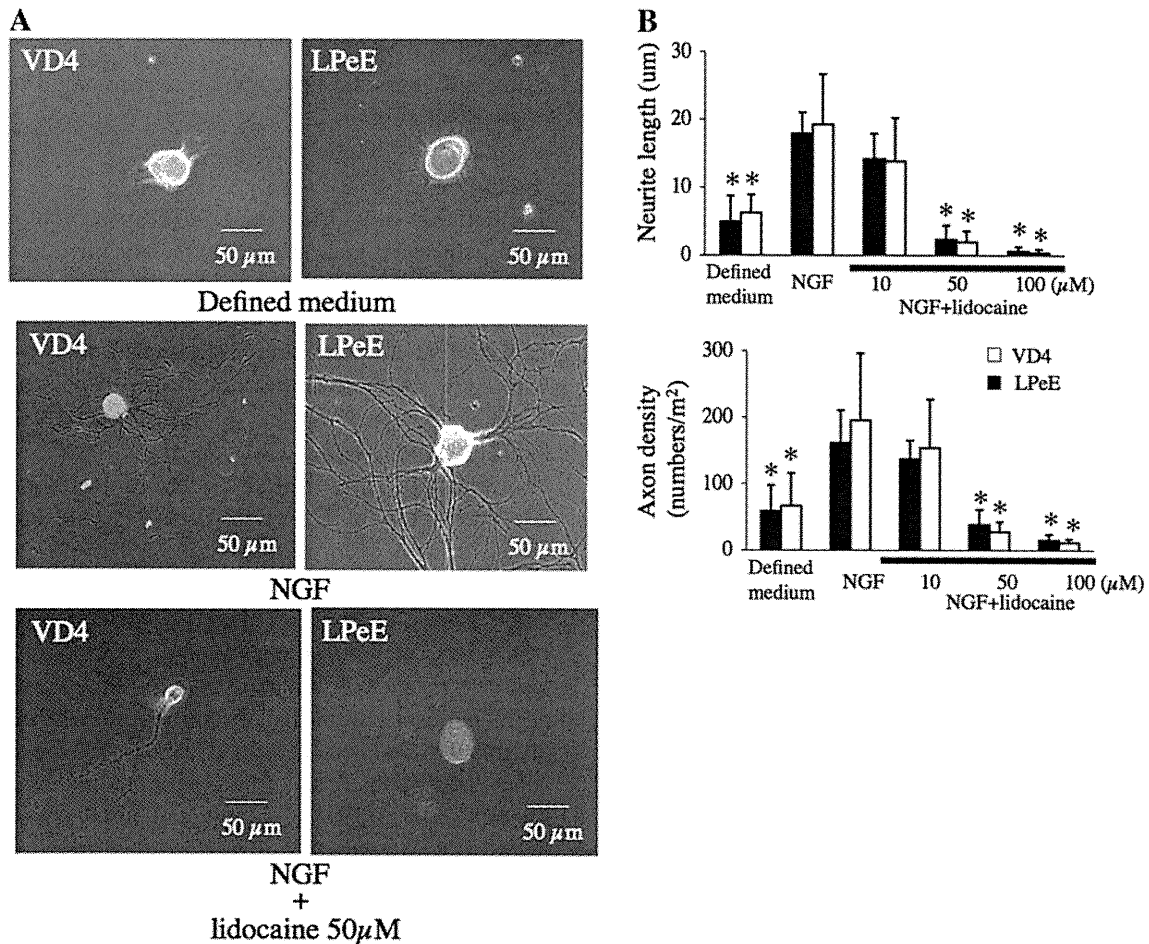 A
VD4
LPeE
50 µm
50 µm
Defined medium
VD4
LPeE
50 µm
50 µm
NGF
VD4
LPeE
50 µm
50 µm
NGF
+
lidocaine 50µM
B
Neurite length (um)
30
20
10
0
* *
* *
* *
Defined
medium
NGF
10
50
100 (µM)
NGF+lidocaine
Axon density
(numbers/m²)
300
200
100
0
VD4
LPeE
* *
* *
* *
Defined
medium
NGF
10
50
100 (µM)
NGF+lidocaine